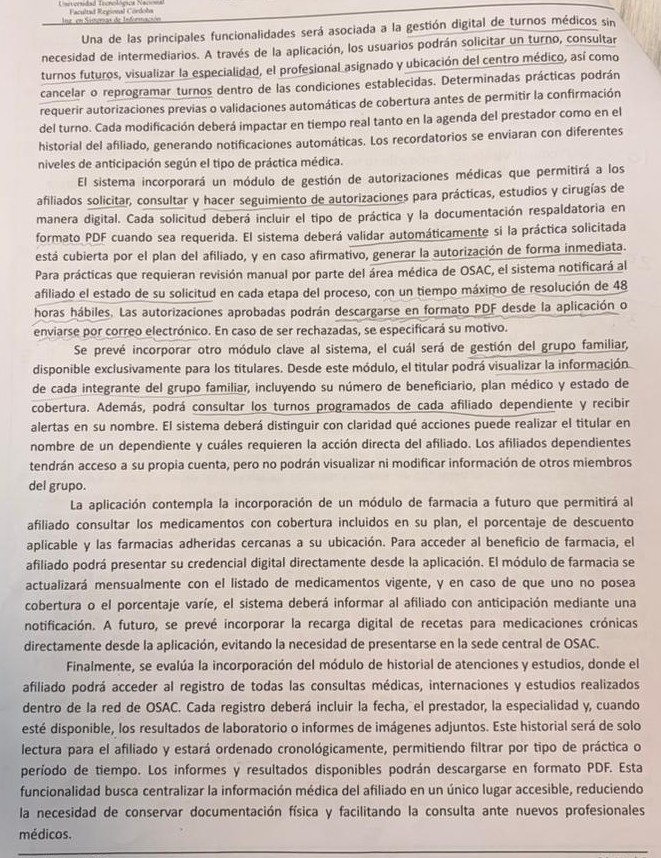 Universidad Tecnológica Nacional
Facultad Regional Córdoba
Ing. en Sistemas de Información
Una de las principales funcionalidades será asociada a la gestión digital de turnos médicos sin
necesidad de intermediarios. A través de la aplicación, los usuarios podrán solicitar un turno, consultar
turnos futuros, visualizar la especialidad, el profesional asignado y ubicación del centro médico, así como
cancelar o reprogramar turnos dentro de las condiciones establecidas. Determinadas prácticas podrán
requerir autorizaciones previas o validaciones automáticas de cobertura antes de permitir la confirmación
del turno. Cada modificación deberá impactar en tiempo real tanto en la agenda del prestador como en el
historial del afiliado, generando notificaciones automáticas. Los recordatorios se enviaran con diferentes
niveles de anticipación según el tipo de práctica médica.
El sistema incorporará un módulo de gestión de autorizaciones médicas que permitirá a los
afiliados solicitar, consultar y hacer seguimiento de autorizaciones para prácticas, estudios y cirugías de
manera digital. Cada solicitud deberá incluir el tipo de práctica y la documentación respaldatoria en
formato PDF cuando sea requerida. El sistema deberá validar automáticamente si la práctica solicitada
está cubierta por el plan del afiliado, y en caso afirmativo, generar la autorización de forma inmediata.
Para prácticas que requieran revisión manual por parte del área médica de OSAC, el sistema notificará al
afiliado el estado de su solicitud en cada etapa del proceso, con un tiempo máximo de resolución de 48
horas hábiles. Las autorizaciones aprobadas podrán descargarse en formato PDF desde la aplicación o
enviarse por correo electrónico. En caso de ser rechazadas, se especificará su motivo.
Se prevé incorporar otro módulo clave al sistema, el cuál será de gestión del grupo familiar,
disponible exclusivamente para los titulares. Desde este módulo, el titular podrá visualizar la información
de cada integrante del grupo familiar, incluyendo su número de beneficiario, plan médico y estado de
cobertura. Además, podrá consultar los turnos programados de cada afiliado dependiente y recibir
alertas en su nombre. El sistema deberá distinguir con claridad qué acciones puede realizar el titular en
nombre de un dependiente y cuáles requieren la acción directa del afiliado. Los afiliados dependientes
tendrán acceso a su propia cuenta, pero no podrán visualizar ni modificar información de otros miembros
del grupo.
La aplicación contempla la incorporación de un módulo de farmacia a futuro que permitirá al
afiliado consultar los medicamentos con cobertura incluidos en su plan, el porcentaje de descuento
aplicable y las farmacias adheridas cercanas a su ubicación. Para acceder al beneficio de farmacia, el
afiliado podrá presentar su credencial digital directamente desde la aplicación. El módulo de farmacia se
actualizará mensualmente con el listado de medicamentos vigente, y en caso de que uno no posea
cobertura o el porcentaje varíe, el sistema deberá informar al afiliado con anticipación mediante una
notificación. A futuro, se prevé incorporar la recarga digital de recetas para medicaciones crónicas
directamente desde la aplicación, evitando la necesidad de presentarse en la sede central de OSAC.
Finalmente, se evalúa la incorporación del módulo de historial de atenciones y estudios, donde el
afiliado podrá acceder al registro de todas las consultas médicas, internaciones y estudios realizados
dentro de la red de OSAC. Cada registro deberá incluir la fecha, el prestador, la especialidad y, cuando
esté disponible, los resultados de laboratorio o informes de imágenes adjuntos. Este historial será de solo
lectura para el afiliado y estará ordenado cronológicamente, permitiendo filtrar por tipo de práctica o
período de tiempo. Los informes y resultados disponibles podrán descargarse en formato PDF. Esta
funcionalidad busca centralizar la información médica del afiliado en un único lugar accesible, reduciendo
la necesidad de conservar documentación física y facilitando la consulta ante nuevos profesionales
médicos.